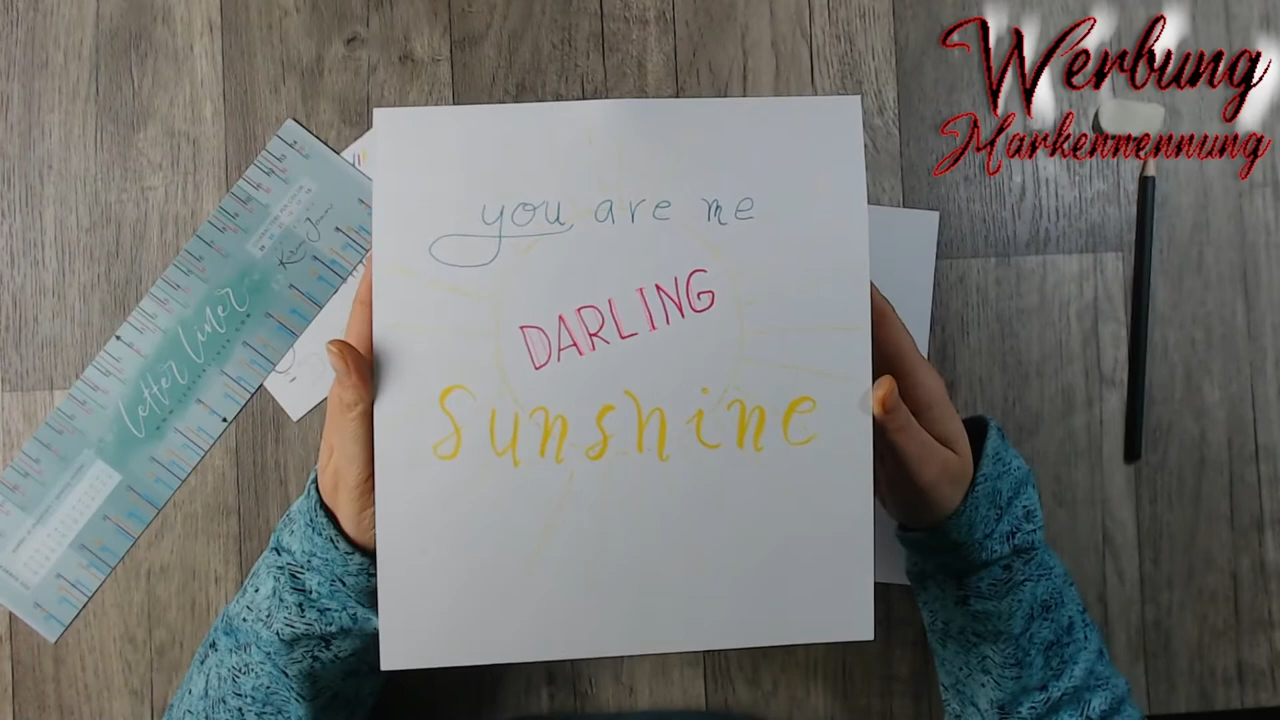 Werbung
Markennennung
you are me
DARLING
Sunshine
letter liner